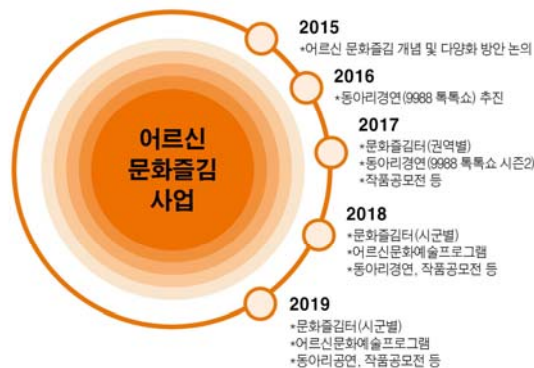 어르신
문화즐김
사업
2015
*어르신 문화즐김 개념 및 다양화 방안 논의
2016
*동아리경연(9988 톡톡쇼) 추진
2017
*문화즐김터(권역별)
*동아리경연(9988 톡톡쇼 시즌2)
*작품공모전 등
2018
*문화즐김터(시군별)
*어르신문화예술프로그램
*동아리경연, 작품공모전 등
2019
*문화즐김터(시군별)
*어르신문화예술프로그램
*동아리공연, 작품공모전 등